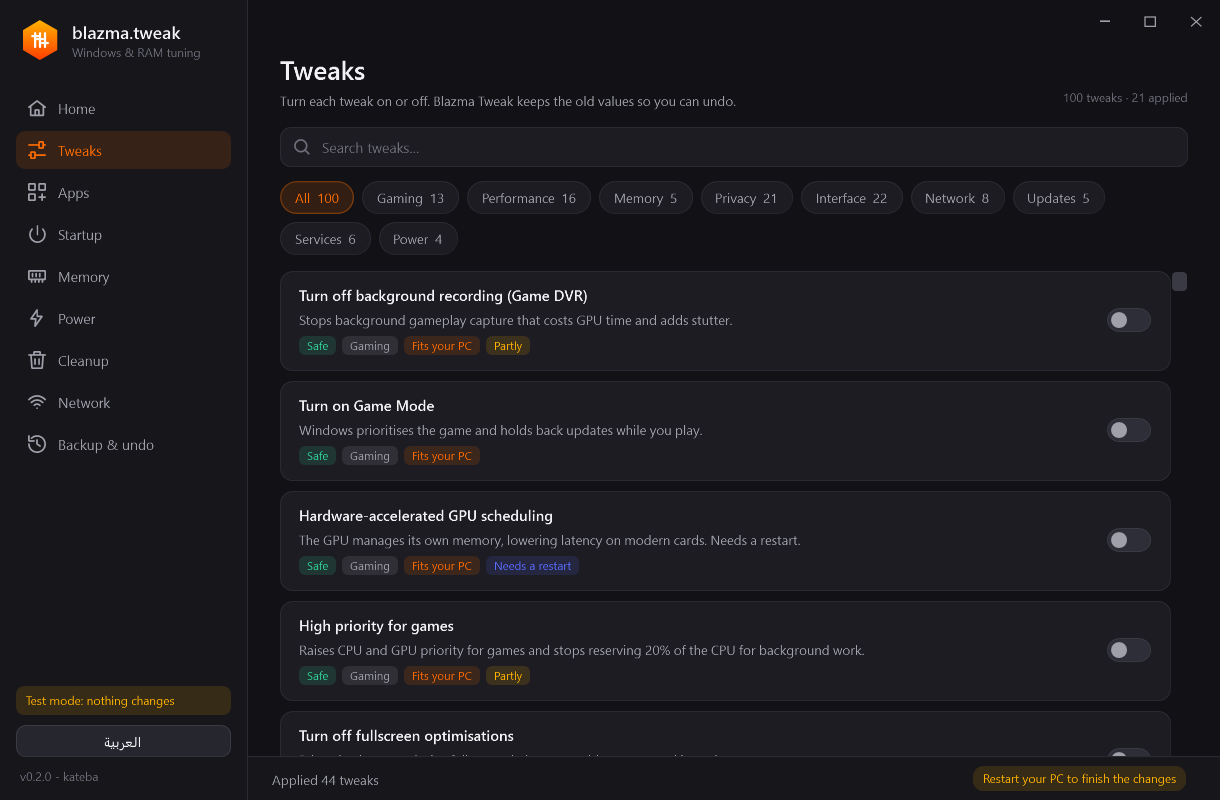 blazma.tweak
Windows & RAM tuning
Home
Tweaks
Apps
Startup
Memory
Power
Cleanup
Network
Backup & undo
Test mode: nothing changes
العربية
v0.2.0 - kateba
Tweaks
Turn each tweak on or off. Blazma Tweak keeps the old values so you can undo.
100 tweaks · 21 applied
Search tweaks...
All 100
Gaming 13
Performance 16
Memory 5
Privacy 21
Interface 22
Network 8
Updates 5
Services 6
Power 4
Turn off background recording (Game DVR)
Stops background gameplay capture that costs GPU time and adds stutter.
Safe Gaming Fits your PC Partly
Turn on Game Mode
Windows prioritises the game and holds back updates while you play.
Safe Gaming Fits your PC
Hardware-accelerated GPU scheduling
The GPU manages its own memory, lowering latency on modern cards. Needs a restart.
Safe Gaming Fits your PC Needs a restart
High priority for games
Raises CPU and GPU priority for games and stops reserving 20% of the CPU for background work.
Safe Gaming Fits your PC Partly
Turn off fullscreen optimisations
Applied 44 tweaks
Restart your PC to finish the changes